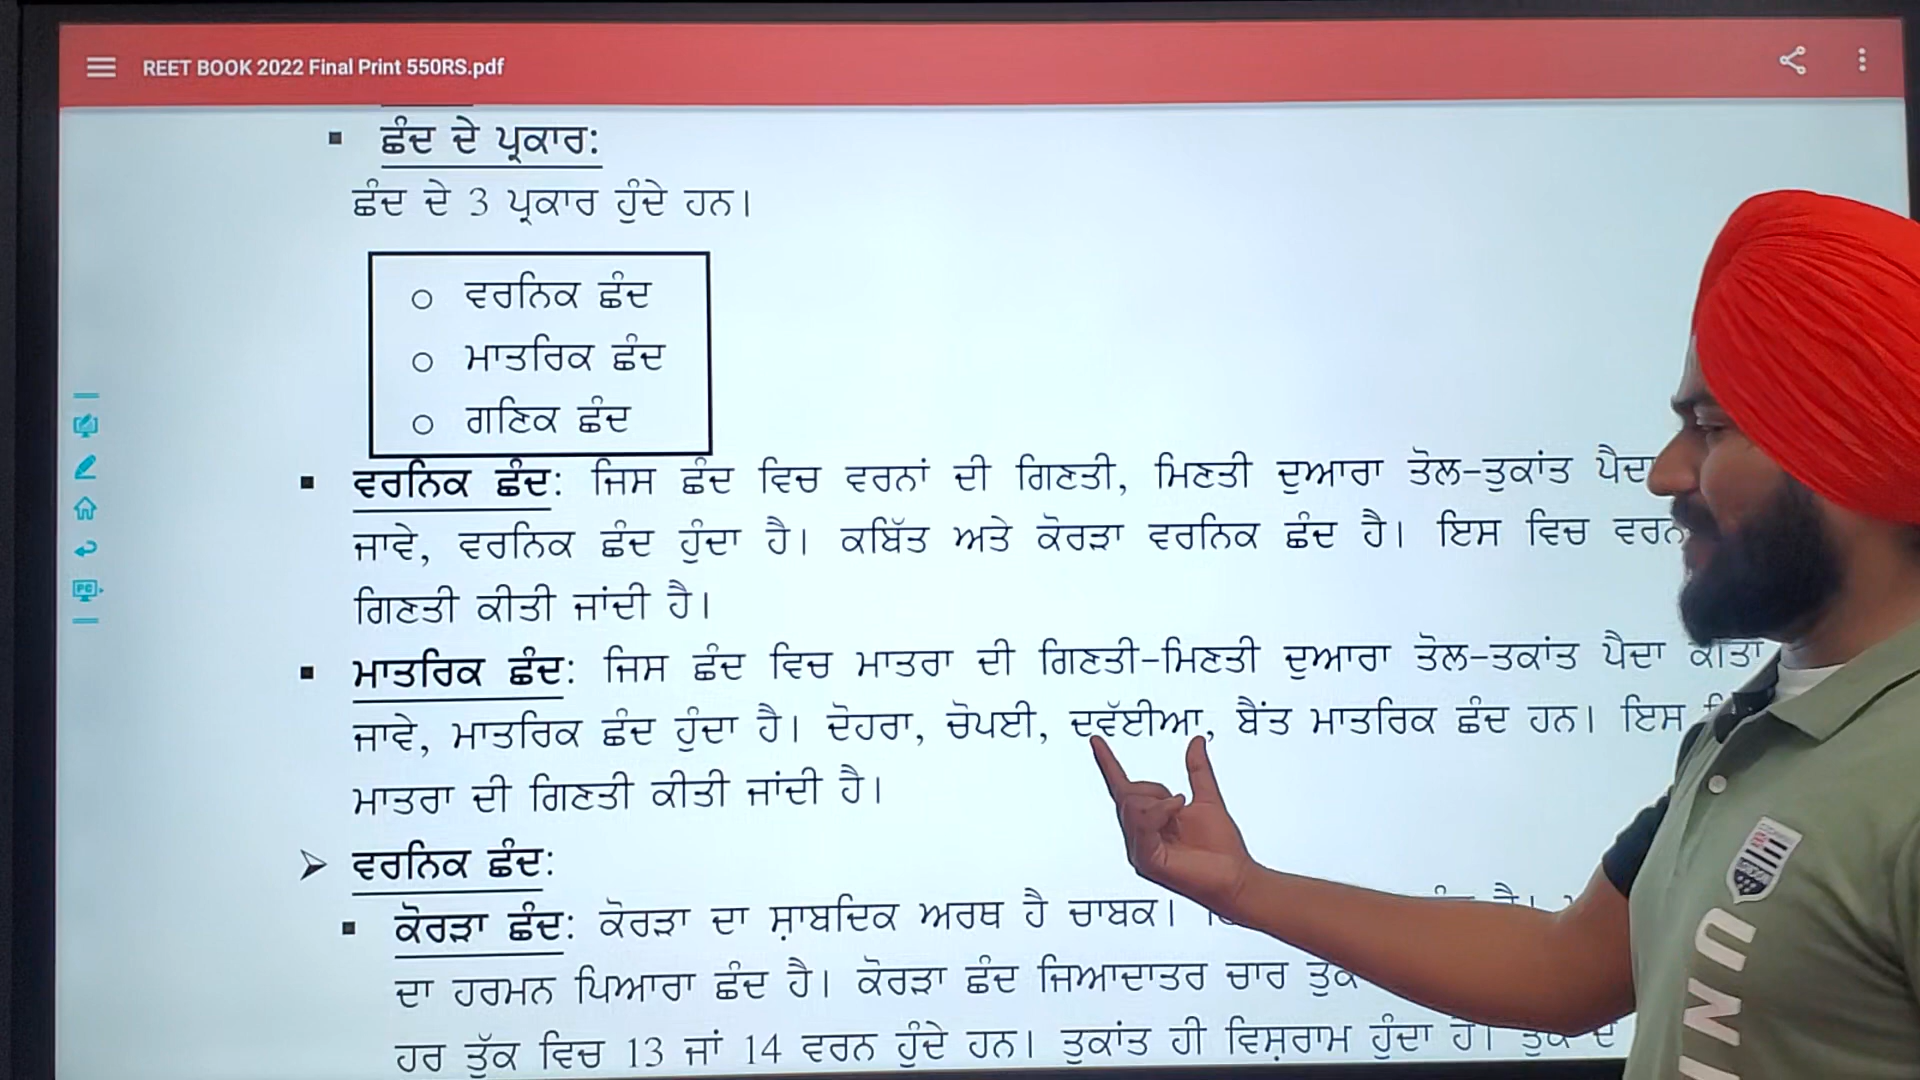 REET BOOK 2022 Final Print 550RS.pdf
ਛੰਦ ਦੇ ਪ੍ਰਕਾਰ:
ਛੰਦ ਦੇ 3 ਪ੍ਰਕਾਰ ਹੁੰਦੇ ਹਨ।
ਵਰਨਿਕ ਛੰਦ
ਮਾਤਰਿਕ ਛੰਦ
ਗਣਿਕ ਛੰਦ
ਵਰਨਿਕ ਛੰਦ: ਜਿਸ ਛੰਦ ਵਿਚ ਵਰਨਾਂ ਦੀ ਗਿਣਤੀ, ਮਿਣਤੀ ਦੁਆਰਾ ਤੋਲ-ਤੁਕਾਂਤ ਪੈਦਾ
ਜਾਵੇ, ਵਰਨਿਕ ਛੰਦ ਹੁੰਦਾ ਹੈ। ਕਬਿੱਤ ਅਤੇ ਕੋਰੜਾ ਵਰਨਿਕ ਛੰਦ ਹੈ। ਇਸ ਵਿਚ
ਗਿਣਤੀ ਕੀਤੀ ਜਾਂਦੀ ਹੈ।
ਮਾਤਰਿਕ ਛੰਦ: ਜਿਸ ਛੰਦ ਵਿਚ ਮਾਤਰਾ ਦੀ ਗਿਣਤੀ-ਮਿਣਤੀ ਦੁਆਰਾ ਤੋਲ-ਤਕਾਂਤ ਪੈਦਾ ਕੀਤਾ
ਜਾਵੇ, ਮਾਤਰਿਕ ਛੰਦ ਹੁੰਦਾ ਹੈ। ਦੋਹਰਾ, ਚੋਪਈ, ਦਵੱਈਆ, ਬੈਂਤ ਮਾਤਰਿਕ ਛੰਦ ਹਨ। ਇਸ
ਮਾਤਰਾ ਦੀ ਗਿਣਤੀ ਕੀਤੀ ਜਾਂਦੀ ਹੈ।
ਵਰਨਿਕ ਛੰਦ:
ਕੋਰੜਾ ਛੰਦ: ਕੋਰੜਾ ਦਾ ਸ਼ਾਬਦਿਕ ਅਰਥ ਹੈ ਚਾਬਕ। ਹੈ।
ਦਾ ਹਰਮਨ ਪਿਆਰਾ ਛੰਦ ਹੈ। ਕੋਰੜਾ ਛੰਦ ਜਿਆਦਾਤਰ ਚਾਰ
ਹਰ ਤੁੱਕ ਵਿਚ 13 ਜਾਂ 14 ਵਰਨ ਹੁੰਦੇ ਹਨ। ਤੁਕਾਂਤ ਹੀ ਵਿਸ਼ਰਾਮ ਹੁੰਦਾ ਹੈ।
PC
UNI